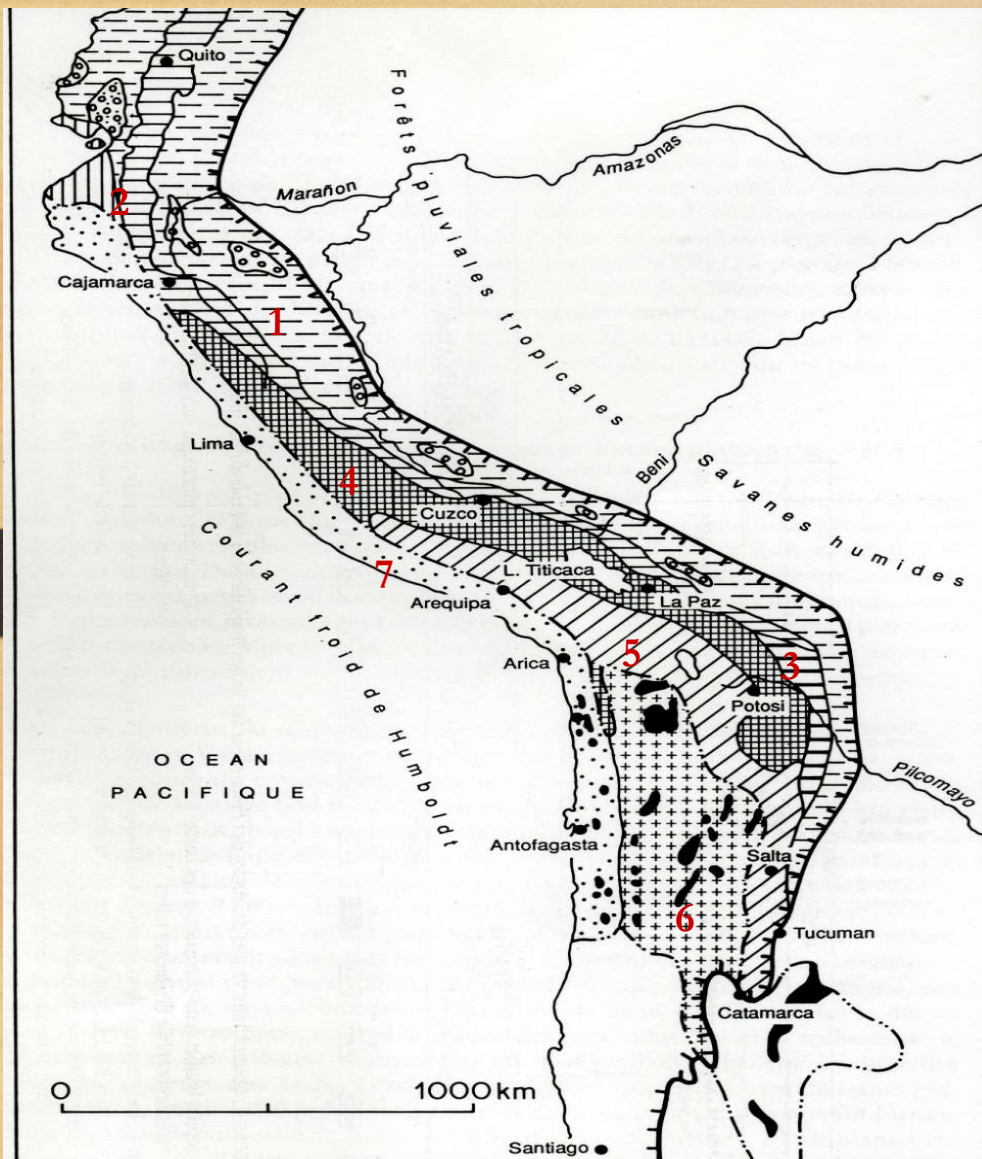 Quito
Forêts pluviales tropicales
Amazonas
Marañon
2
Cajamarca
1
Lima
Beni
Savanes humides
4
Cuzco
Courant froid de Humboldt
7
L. Titicaca
La Paz
Arequipa
Arica
5
3
Potosi
OCEAN
PACIFIQUE
Pilcomayo
Antofagasta
Salta
6
Tucuman
Catamarca
0
1000 km
Santiago